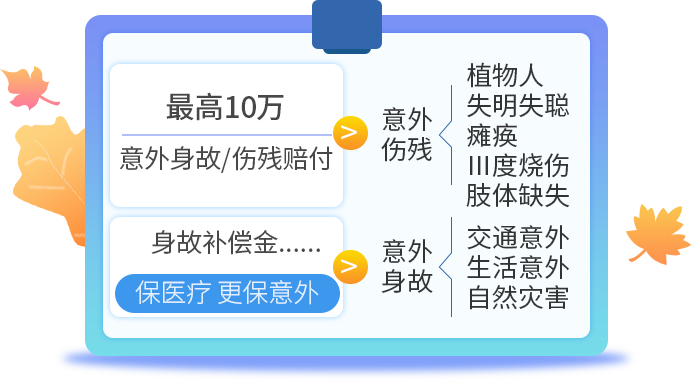 最高10万
意外身故/伤残赔付
>
意外
伤残
植物人
失明失聪
瘫痪
Ⅲ度烧伤
肢体缺失
身故补偿金......
保医疗 更保意外
>
意外
身故
交通意外
生活意外
自然灾害